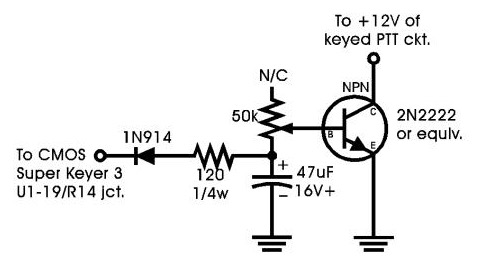 To +12V of
keyed PTT ckt.
N/C
NPN
50k
C
B
E
2N2222
or equlv.
1N914
To CMOS
Super Keyer 3
U1-19/R14 jct.
120
1/4w
+
47uF
16V+
−